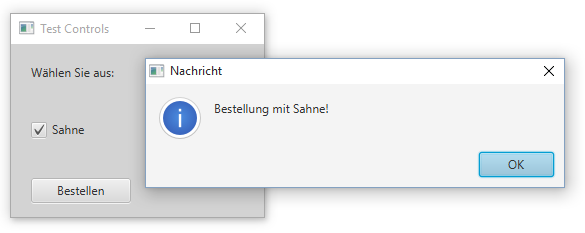 Test Controls
Wählen Sie aus:
Sahne
Bestellen
Nachricht
Bestellung mit Sahne!
OK